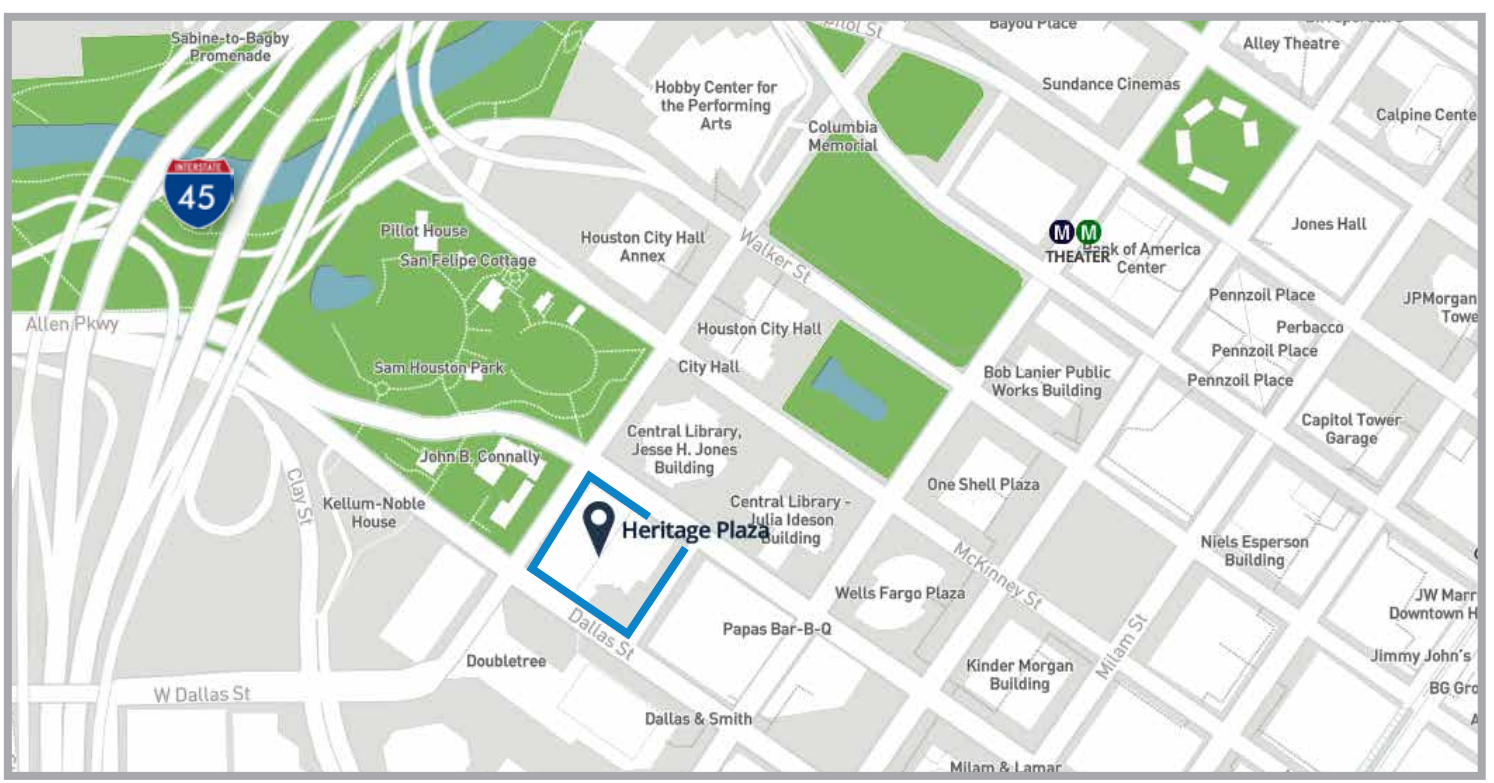 Sabine-to-Bagby
Promenade
Bayou Place
Alley Theatre
Sundance Cinemas
Hobby Center for
the Performing
Arts
Columbia
Memorial
INTERSTATE
45
Pillot House
San Felipe Cottage
Houston City Hall
Annex
Walker St
M M
THEATER
Bank of America
Center
Jones Hall
Calpine Cente
Pennzoil Place
JPMorgan
Towe
Perbacco
Pennzoil Place
Pennzoil Place
Allen Pkwy
Sam Houston Park
Houston City Hall
City Hall
Bob Lanier Public
Works Building
Capitol Tower
Garage
Central Library,
Jesse H. Jones
Building
John B. Connally
Clay St
Kellum-Noble
House
Heritage Plaza
Central Library -
Julia Ideson
Building
One Shell Plaza
McKinney St
Niels Esperson
Building
Wells Fargo Plaza
JW Marr
Downtown H
Dallas St
Papas Bar-B-Q
Milam St
Jimmy John's
Doubletree
Kinder Morgan
Building
BG Gro
W Dallas St
Dallas & Smith
Milam & Lamar